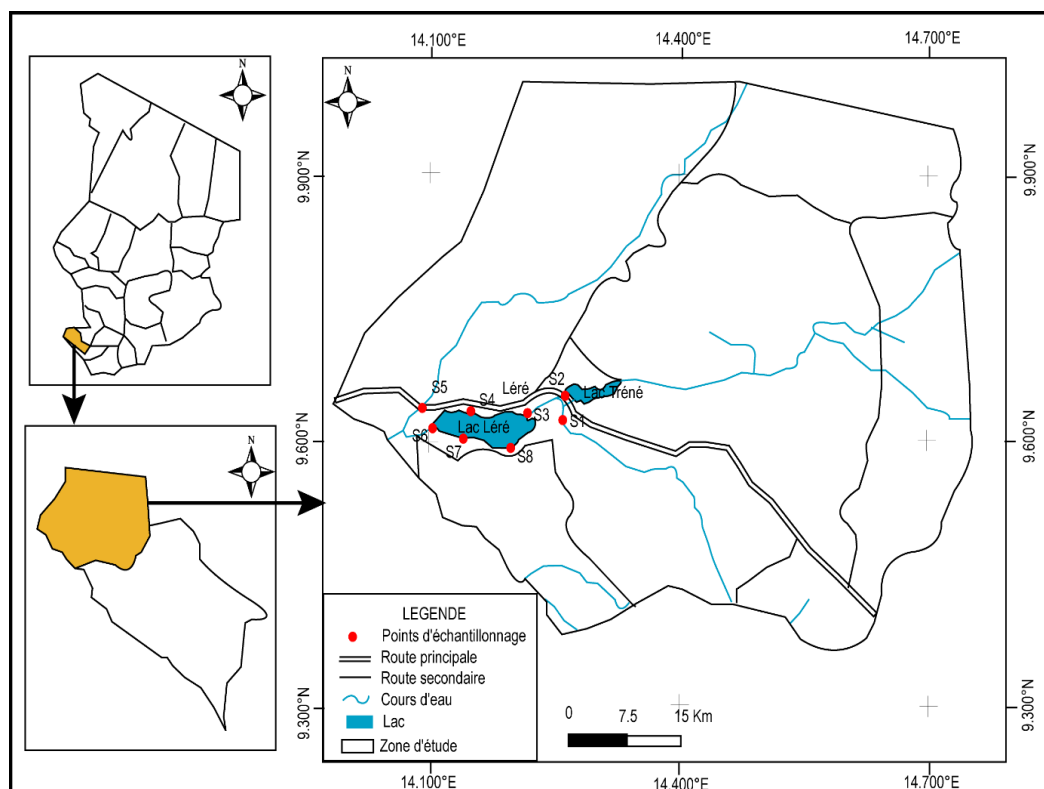 14.100°E 14.400°E 14.700°E
N
N
N
9.900°N
9.900°N
S5
S4
Léré
S2
Lac Tréné
S3
S1
Lac Léré
S6
S7
S8
9.600°N
9.600°N
LEGENDE
Points d'échantillonnage
Route principale
Route secondaire
Cours d'eau
Lac
Zone d'étude
0 7.5 15 Km
9.300°N
9.300°N
14.100°E 14.400°E 14.700°E